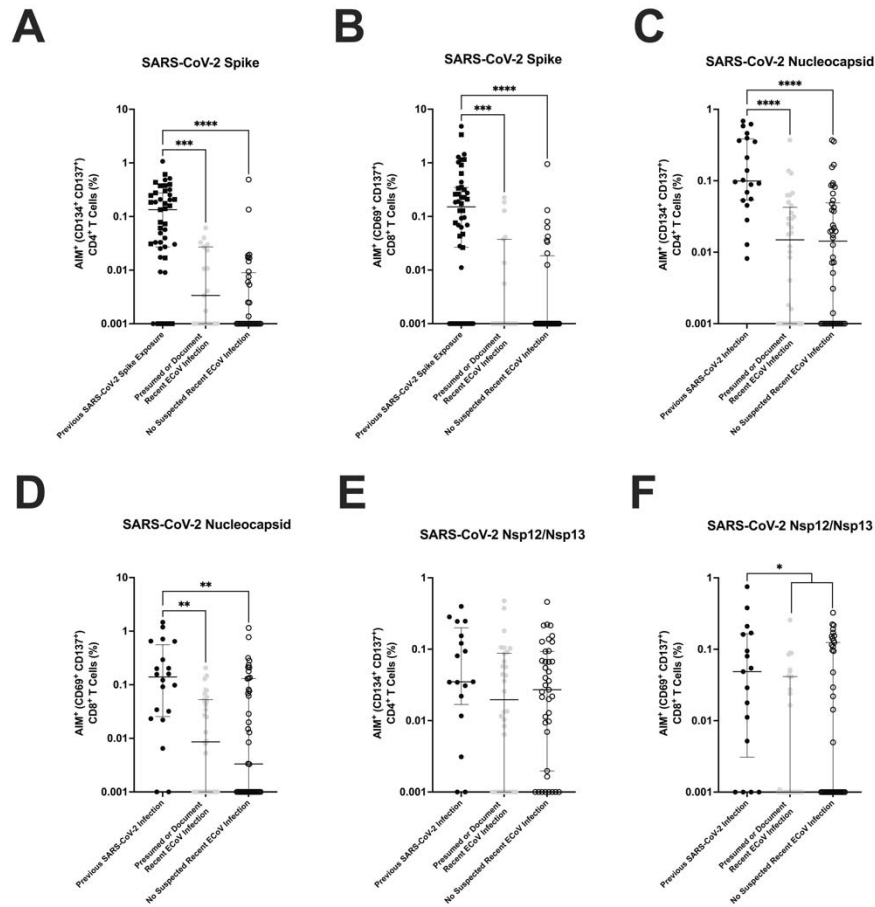 A
SARS-CoV-2 Spike
****
***
AIM⁺ (CD134⁺ CD137⁺)
CD4⁺ T Cells (%)
10
1
0.1
0.01
0.001
Previous SARS-CoV-2 Spike Exposure
Presumed or Document
Recent ECoV Infection
No Suspected Recent ECoV Infection
B
SARS-CoV-2 Spike
****
***
AIM⁺ (CD69⁺ CD137⁺)
CD8⁺ T Cells (%)
10
1
0.1
0.01
0.001
Previous SARS-CoV-2 Spike Exposure
Presumed or Document
Recent ECoV Infection
No Suspected Recent ECoV Infection
C
SARS-CoV-2 Nucleocapsid
****
****
AIM⁺ (CD134⁺ CD137⁺)
CD4⁺ T Cells (%)
1
0.1
0.01
0.001
Previous SARS-CoV-2 Infection
Presumed or Document
Recent ECoV Infection
No Suspected Recent ECoV Infection
D
SARS-CoV-2 Nucleocapsid
**
**
AIM⁺ (CD69⁺ CD137⁺)
CD8⁺ T Cells (%)
10
1
0.1
0.01
0.001
Previous SARS-CoV-2 Infection
Presumed or Document
Recent ECoV Infection
No Suspected Recent ECoV Infection
E
SARS-CoV-2 Nsp12/Nsp13
AIM⁺ (CD134⁺ CD137⁺)
CD4⁺ T Cells (%)
1
0.1
0.01
0.001
Previous SARS-CoV-2 Infection
Presumed or Document
Recent ECoV Infection
No Suspected Recent ECoV Infection
F
SARS-CoV-2 Nsp12/Nsp13
*
AIM⁺ (CD69⁺ CD137⁺)
CD8⁺ T Cells (%)
1
0.1
0.01
0.001
Previous SARS-CoV-2 Infection
Presumed or Document
Recent ECoV Infection
No Suspected Recent ECoV Infection